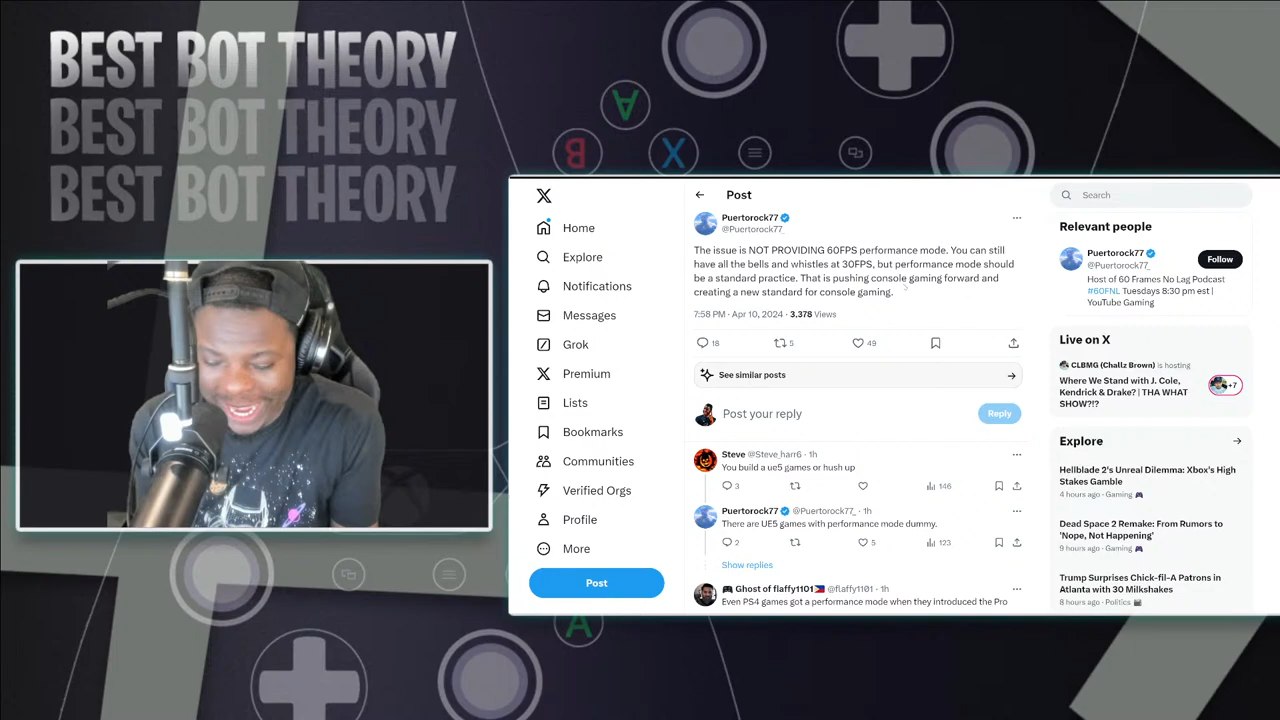 BEST BOT THEORY
BEST BOT THEORY
BEST BOT THEORY
A
B
X
Home
Explore
Notifications
Messages
Grok
Premium
Lists
Bookmarks
Communities
Verified Orgs
Profile
More
Post
Post
Puertorock77
@Puertorock77_
The issue is NOT PROVIDING 60FPS performance mode. You can still
have all the bells and whistles at 30FPS, but performance mode should
be a standard practice. That is pushing console gaming forward and
creating a new standard for console gaming.
7:58 PM · Apr 10, 2024 · 3,378 Views
18 5 49
See similar posts
Post your reply Reply
Steve @Steve_harr6 · 1h
You build a ue5 games or hush up
3 146
Puertorock77 @Puertorock77_ · 1h
There are UE5 games with performance mode dummy.
2 5 123
Show replies
Ghost of flaffy1101 @flaffy1101 · 1h
Even PS4 games got a performance mode when they introduced the Pro
Search
Relevant people
Puertorock77
@Puertorock77_
Follow
Host of 60 Frames No Lag Podcast
#60FNL Tuesdays 8:30 pm est |
YouTube Gaming
Live on X
CLBMG (Challz Brown) is hosting
Where We Stand with J. Cole,
Kendrick & Drake? | THA WHAT
SHOW?!?
+7
Explore
Hellblade 2's Unreal Dilemma: Xbox's High
Stakes Gamble
4 hours ago · Gaming
Dead Space 2 Remake: From Rumors to
'Nope, Not Happening'
9 hours ago · Gaming
Trump Surprises Chick-fil-A Patrons in
Atlanta with 30 Milkshakes
8 hours ago · Politics
A